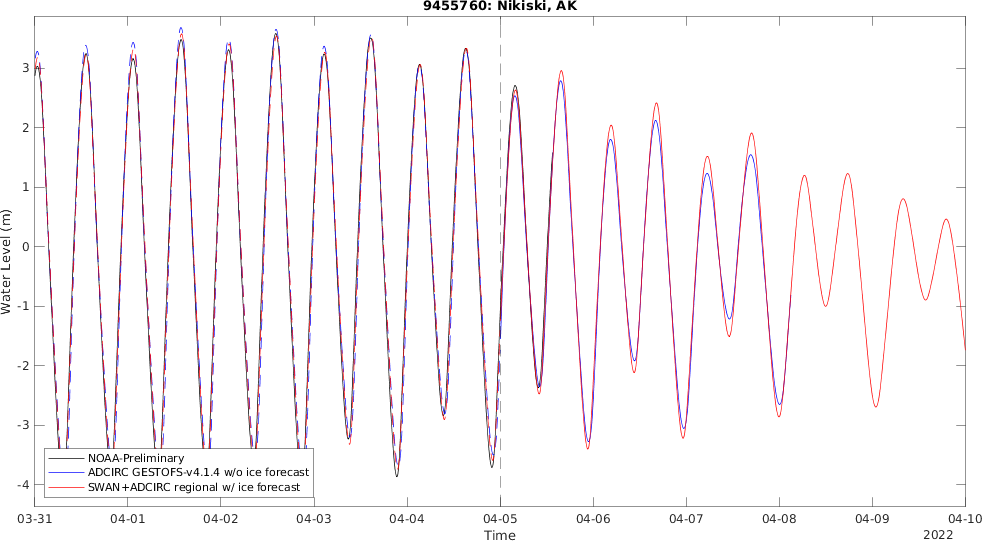 9455760: Nikiski, AK
Water Level (m)
3
2
1
0
-1
-2
-3
-4
NOAA-Preliminary
ADCIRC GESTOFS-v4.1.4 w/o ice forecast
SWAN+ADCIRC regional w/ ice forecast
03-31 04-01 04-02 04-03 04-04 04-05 04-06 04-07 04-08 04-09 04-10
Time
2022